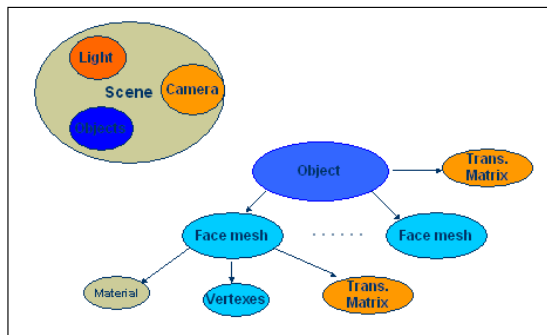 Light
Scene
Camera
Objects
Object
Trans.
Matrix
Face mesh
. . . . . .
Face mesh
Material
Vertexes
Trans.
Matrix